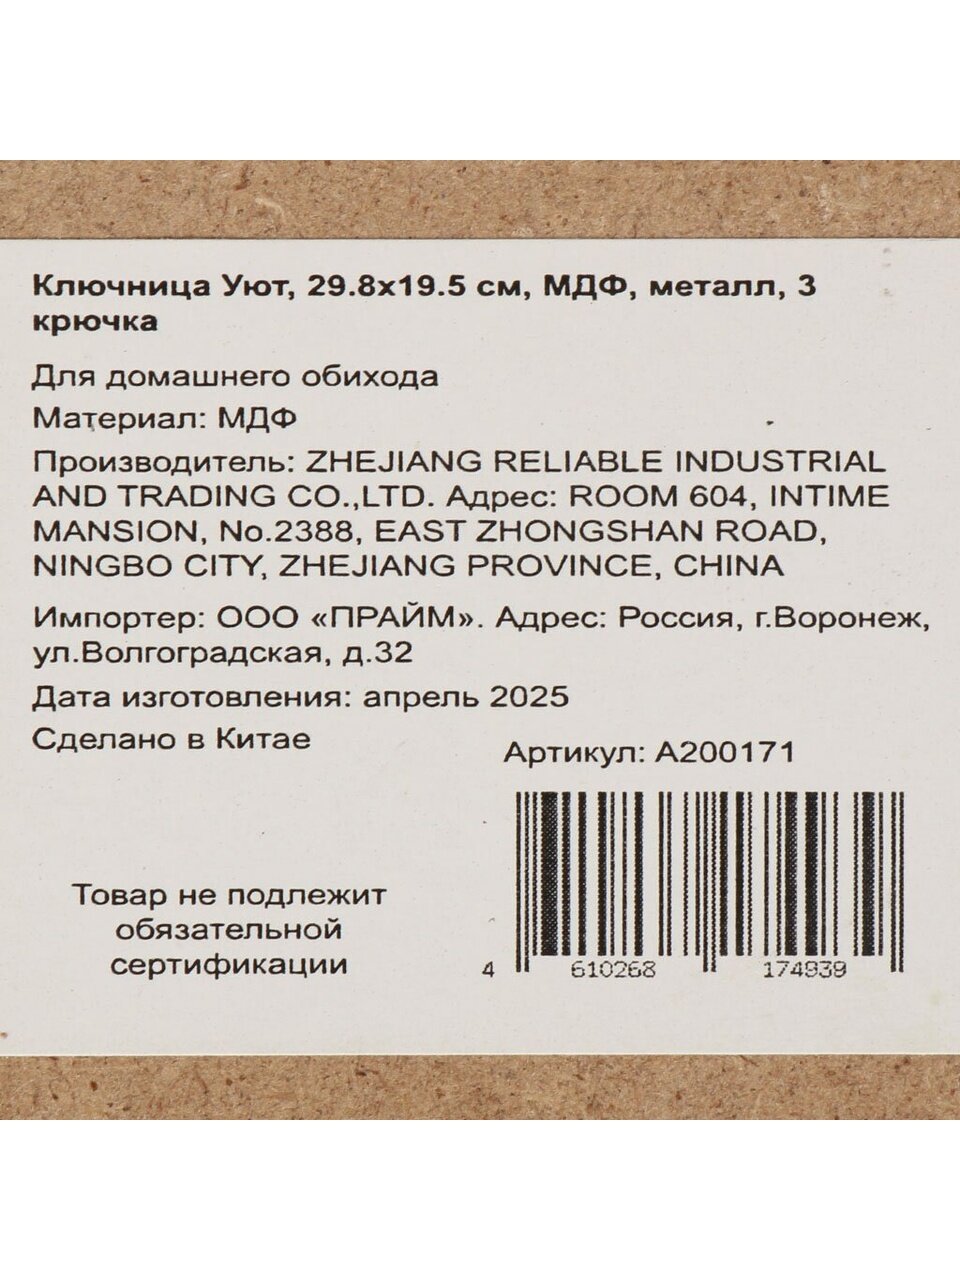 Ключница Уют, 29.8х19.5 см, МДФ, металл, 3
крючка
Для домашнего обихода
Материал: МДФ
Производитель: ZHEJIANG RELIABLE INDUSTRIAL
AND TRADING CO.,LTD. Адрес: ROOM 604, INTIME
MANSION, No.2388, EAST ZHONGSHAN ROAD,
NINGBO CITY, ZHEJIANG PROVINCE, CHINA
Импортер: ООО «ПРАЙМ». Адрес: Россия, г.Воронеж,
ул.Волгоградская, д.32
Дата изготовления: апрель 2025
Сделано в Китае
Артикул: А200171
Товар не подлежит
обязательной
сертификации
4 610268 174939